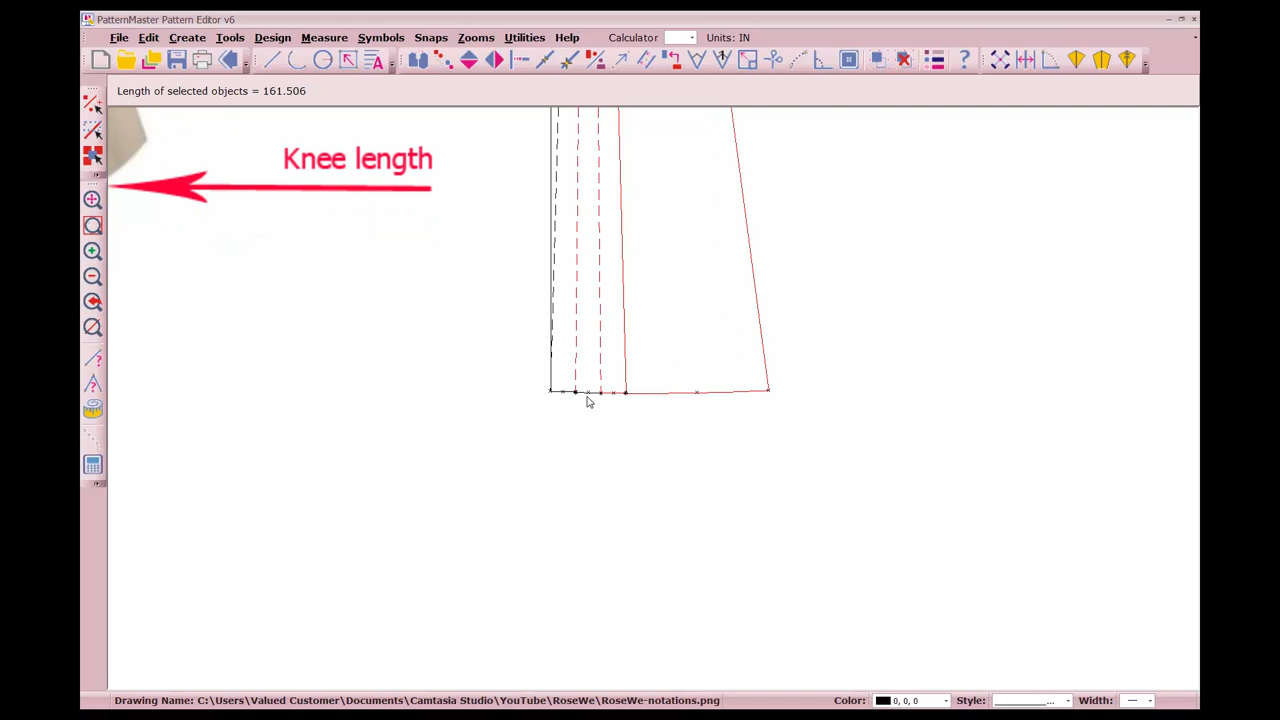 PatternMaster Pattern Editor v6
File Edit Create Tools Design Measure Symbols Snaps Zooms Utilities Help Calculator Units: IN
Length of selected objects = 161.506
Knee length
Drawing Name: C:\Users\Valued Customer\Documents\Camtasia Studio\YouTube\RoseWe\RoseWe-notations.png Color: 0, 0, 0 Style: ... Width: